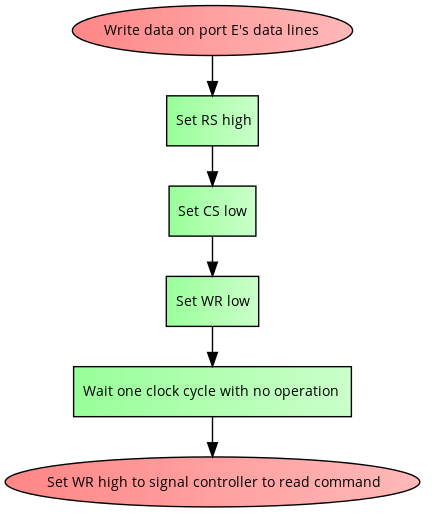 Write data on port E's data lines
Set RS high
Set CS low
Set WR low
Wait one clock cycle with no operation
Set WR high to signal controller to read command